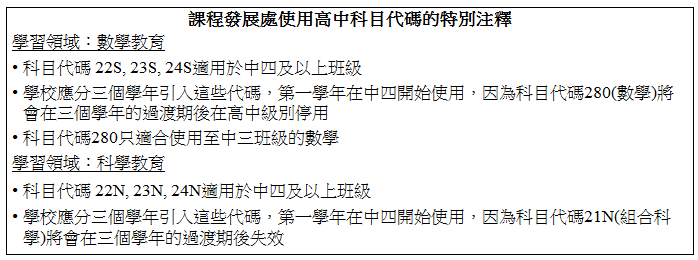 課程發展處使用高中科目代碼的特別注釋
學習領域：數學教育
• 科目代碼 22S, 23S, 24S適用於中四及以上班級
• 學校應分三個學年引入這些代碼，第一學年在中四開始使用，因為科目代碼280(數學)將
會在三個學年的過渡期後在高中級別停用
• 科目代碼280只適合使用至中三班級的數學
學習領域：科學教育
• 科目代碼 22N, 23N, 24N適用於中四及以上班級
• 學校應分三個學年引入這些代碼，第一學年在中四開始使用，因為科目代碼21N(組合科
學)將會在三個學年的過渡期後失效